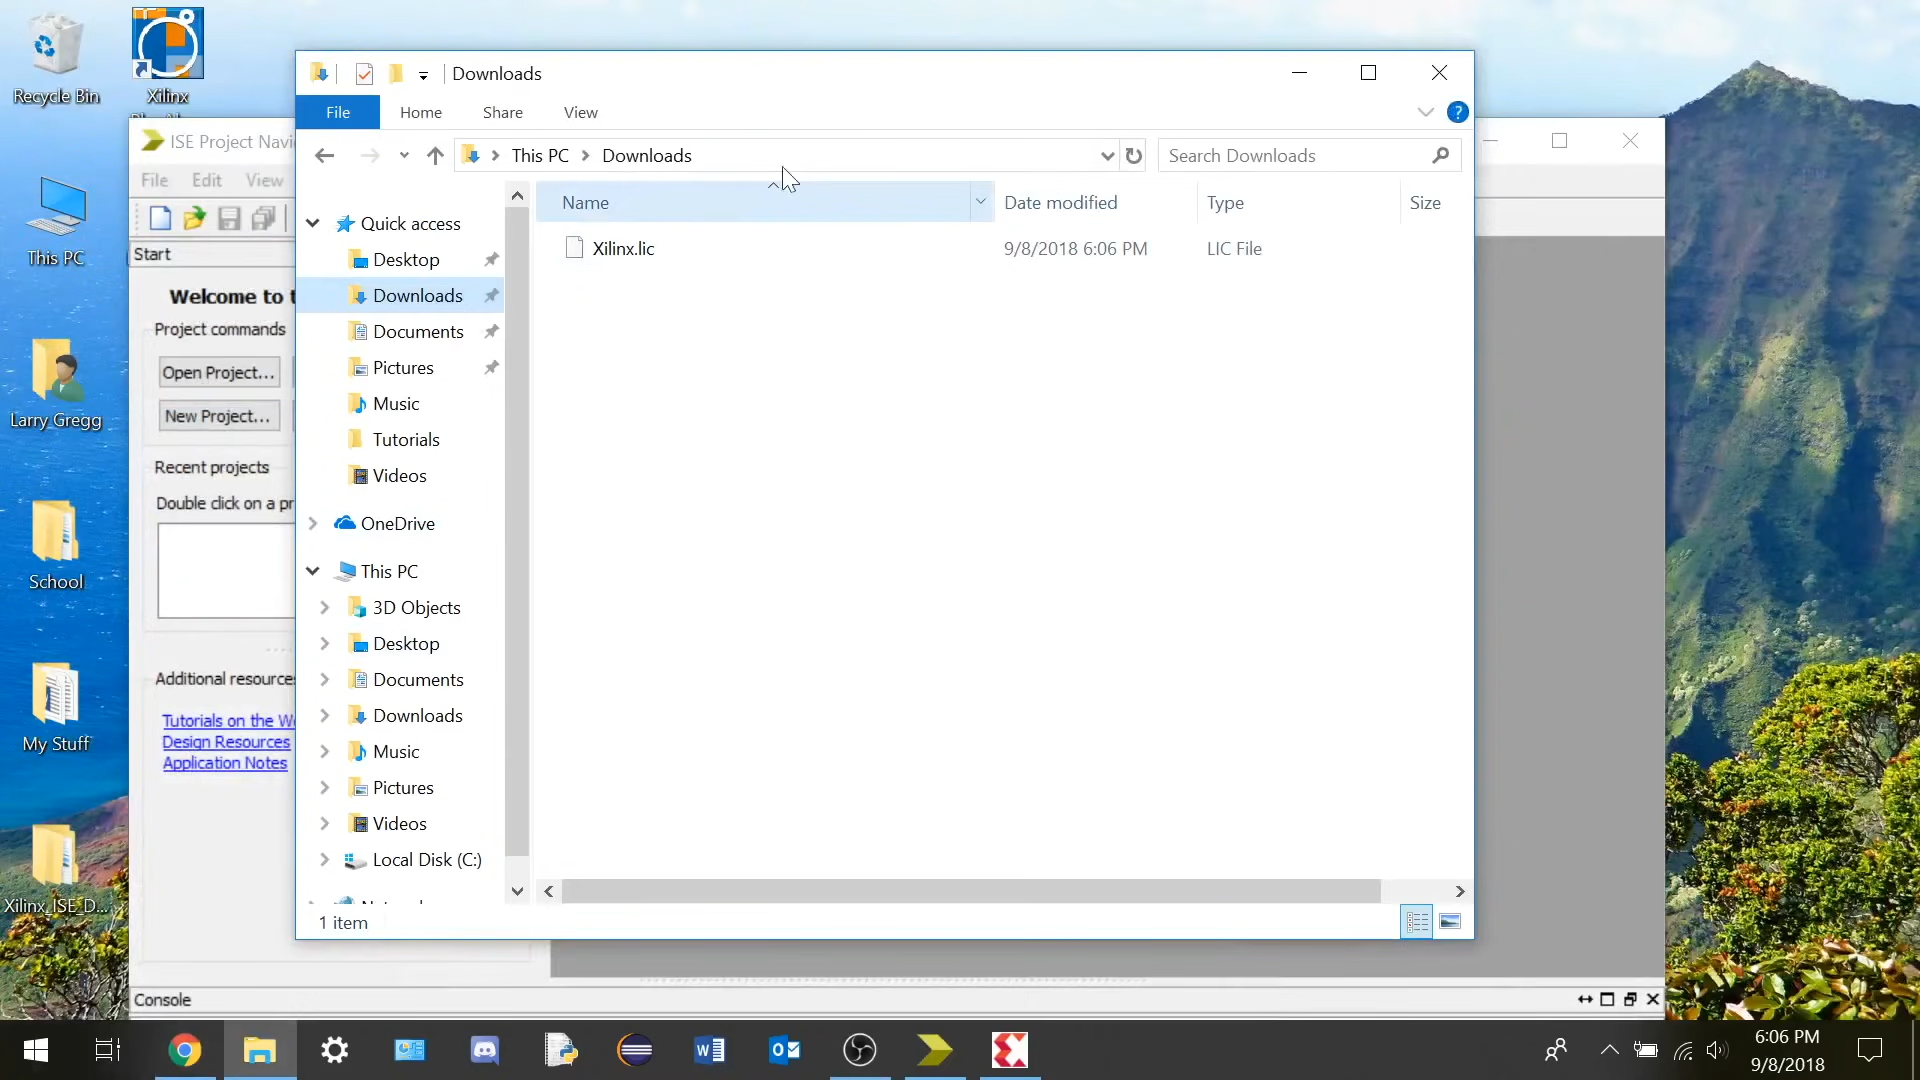 Recycle Bin
Xilinx
Downloads
File
Home
Share
View
?
ISE Project Navi
This PC
Downloads
Search Downloads
File
Edit
View
Name
Date modified
Type
Size
Quick access
Xilinx.lic
9/8/2018 6:06 PM
LIC File
Start
Desktop
This PC
Welcome to t
Downloads
Project commands
Documents
Open Project...
Pictures
Larry Gregg
New Project...
Music
Tutorials
Recent projects
Videos
Double click on a pr
OneDrive
School
This PC
3D Objects
Desktop
Additional resources
Documents
Tutorials on the W
Downloads
My Stuff
Design Resources
Music
Application Notes
Pictures
Videos
Local Disk (C:)
Xilinx_ISE_D...
1 item
Console
6:06 PM
9/8/2018